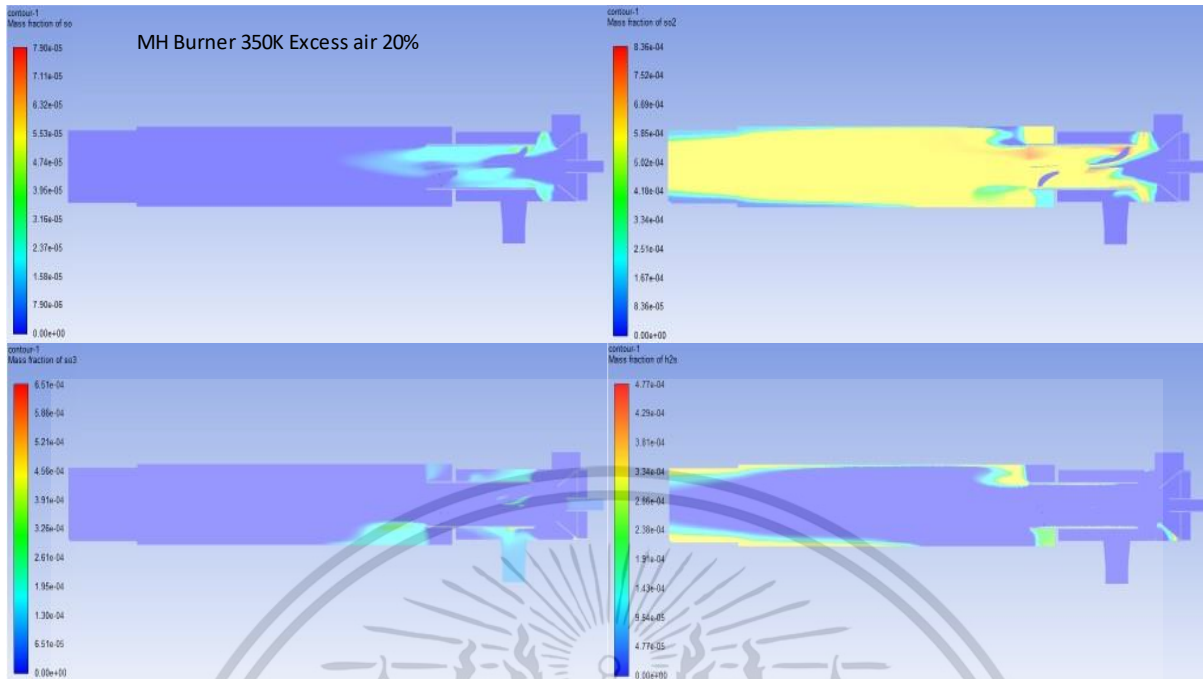 contour-1
Mass fraction of so
MH Burner 350K Excess air 20%
7.90e-05
7.11e-05
6.32e-05
5.53e-05
4.74e-05
3.95e-05
3.16e-05
2.37e-05
1.58e-05
7.90e-06
0.00e+00
contour-1
Mass fraction of so2
8.36e-04
7.52e-04
6.69e-04
5.85e-04
5.02e-04
4.18e-04
3.34e-04
2.51e-04
1.67e-04
8.36e-05
0.00e+00
contour-1
Mass fraction of so3
6.51e-04
5.86e-04
5.21e-04
4.56e-04
3.91e-04
3.26e-04
2.61e-04
1.95e-04
1.30e-04
6.51e-05
0.00e+00
contour-1
Mass fraction of h2s
4.77e-04
4.29e-04
3.81e-04
3.34e-04
2.86e-04
2.38e-04
1.91e-04
1.43e-04
9.54e-05
4.77e-05
0.00e+00